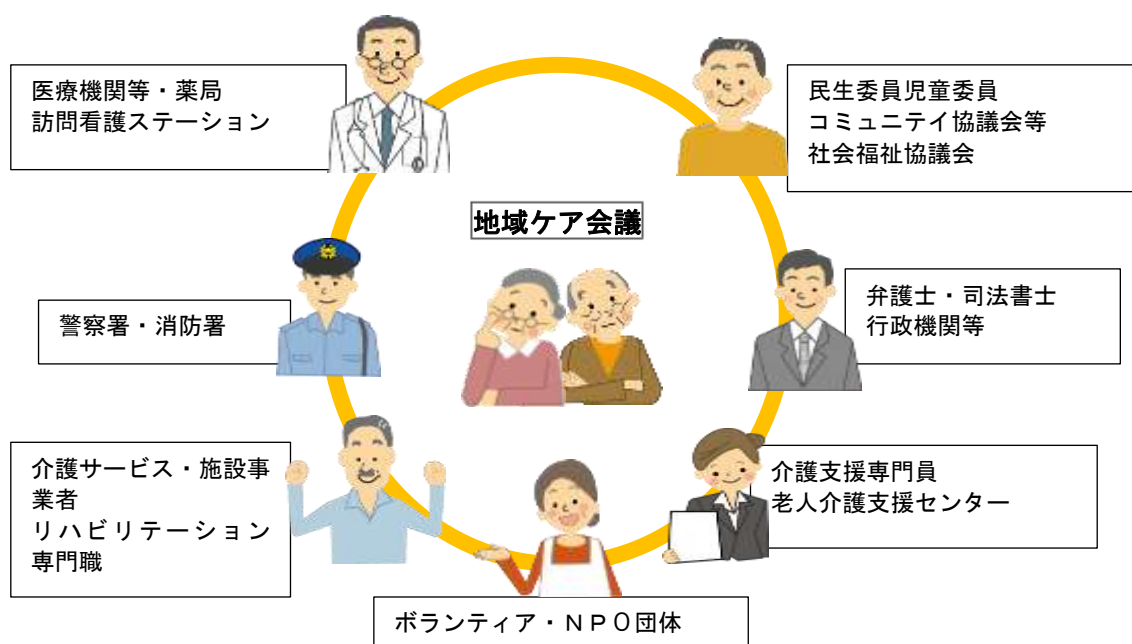 医療機関等・薬局
訪問看護ステーション
民生委員児童委員
コミュニテイ協議会等
社会福祉協議会
地域ケア会議
警察署・消防署
弁護士・司法書士
行政機関等
介護サービス・施設事
業者
リハビリテーション
専門職
介護支援専門員
老人介護支援センター
ボランティア・ＮＰＯ団体